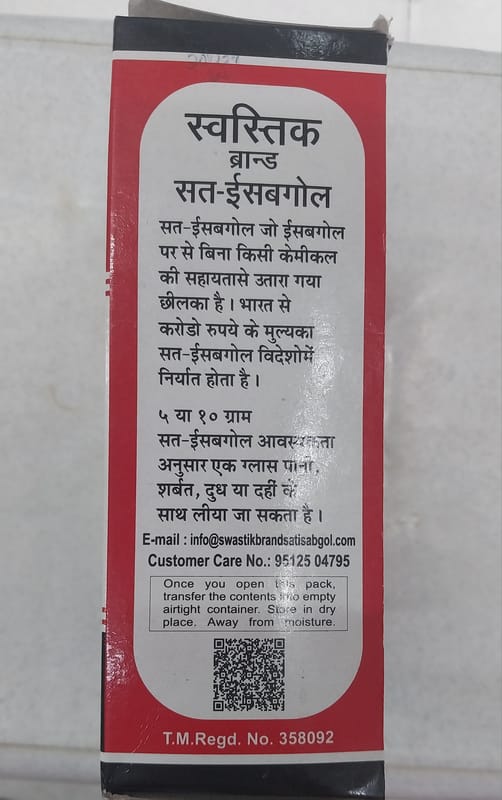 स्वस्तिक
ब्रान्ड
सत-ईसबगोल
सत-ईसबगोल जो ईसबगोल
पर से बिना किसी केमीकल
की सहायतासे उतारा गया
छीलका है । भारत से
करोडो रुपये के मुल्यका
सत-ईसबगोल विदेशोमें
निर्यात होता है ।
५ या १० ग्राम
सत-ईसबगोल आवश्यकता
अनुसार एक ग्लास पानी,
शर्बत, दुध या दहीं के
साथ लीया जा सकता है ।
E-mail : info@swastikbrandsatisabgol.com
Customer Care No.: 95125 04795
Once you open this pack,
transfer the contents into empty
airtight container. Store in dry
place. Away from moisture.
T.M.Regd. No. 358092